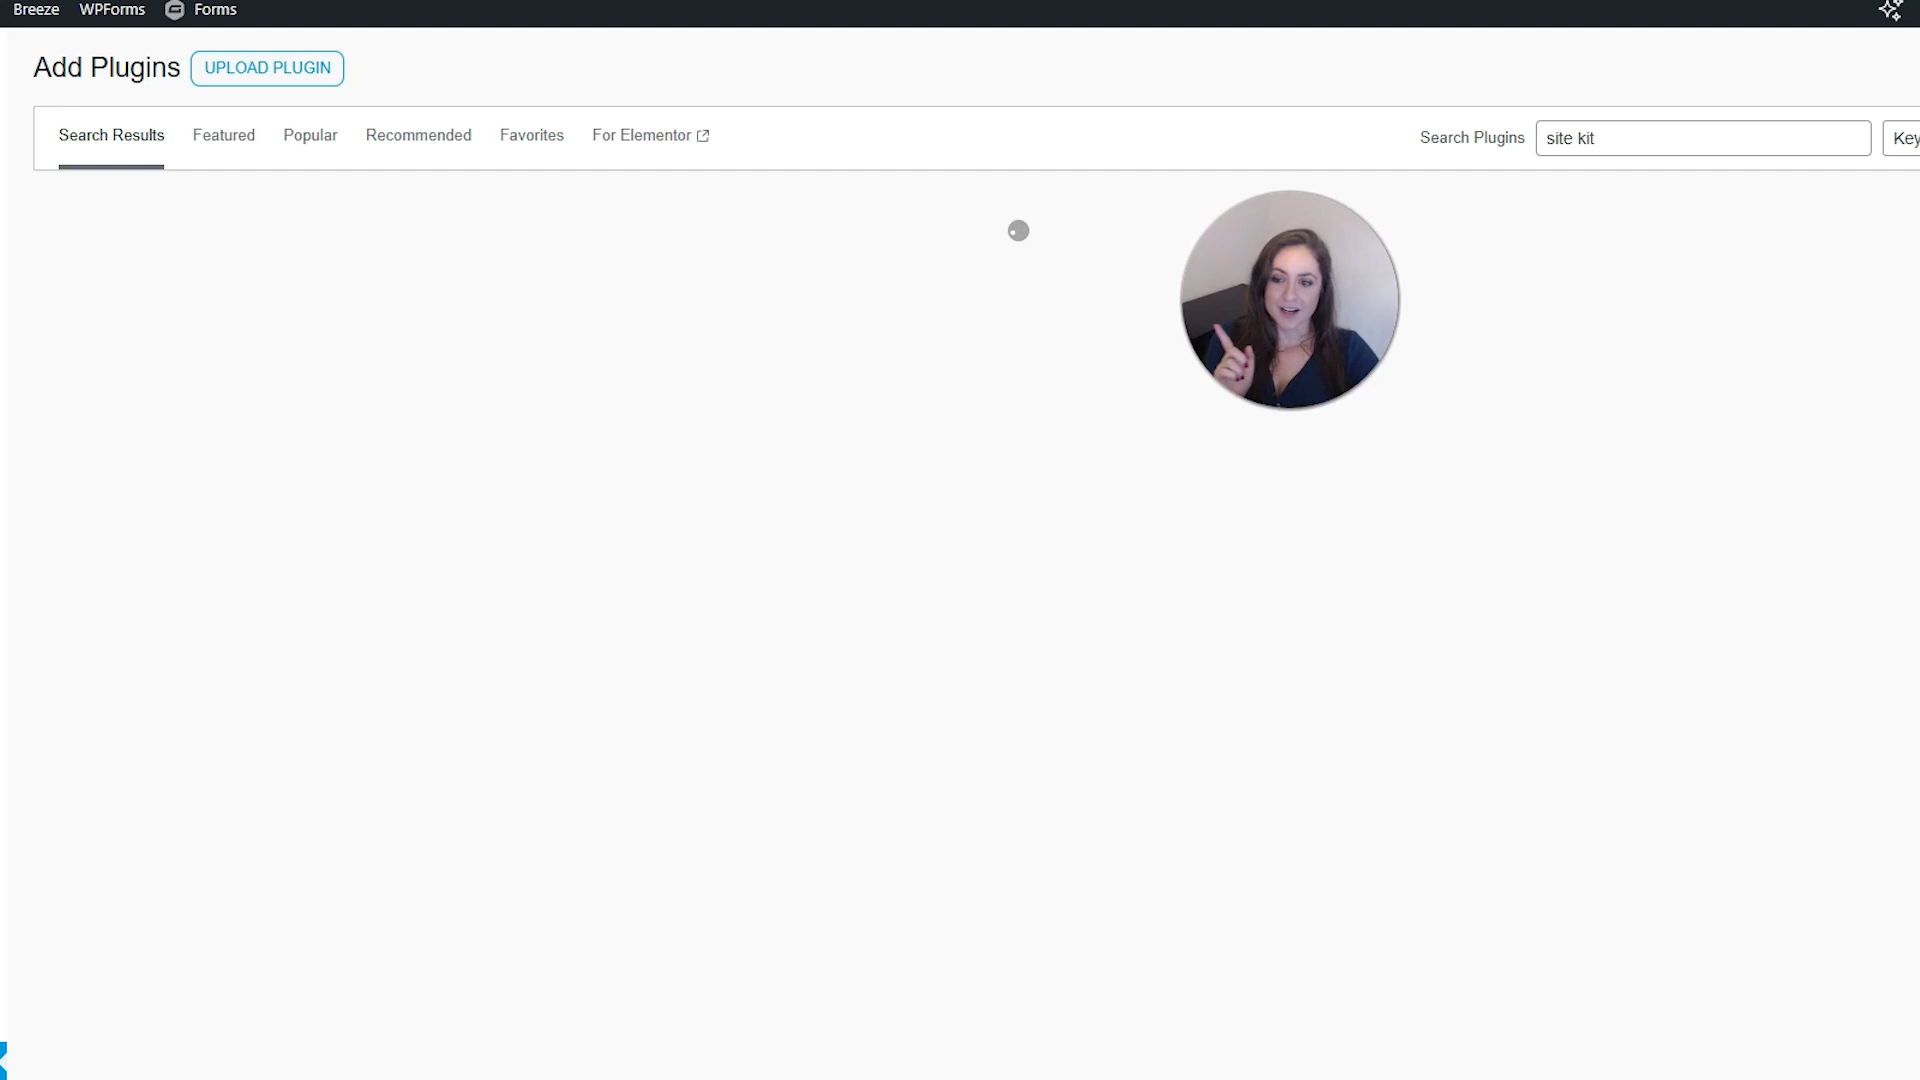 Breeze WPForms Forms
Add Plugins UPLOAD PLUGIN
Search Results Featured Popular Recommended Favorites For Elementor Search Plugins site kit Key